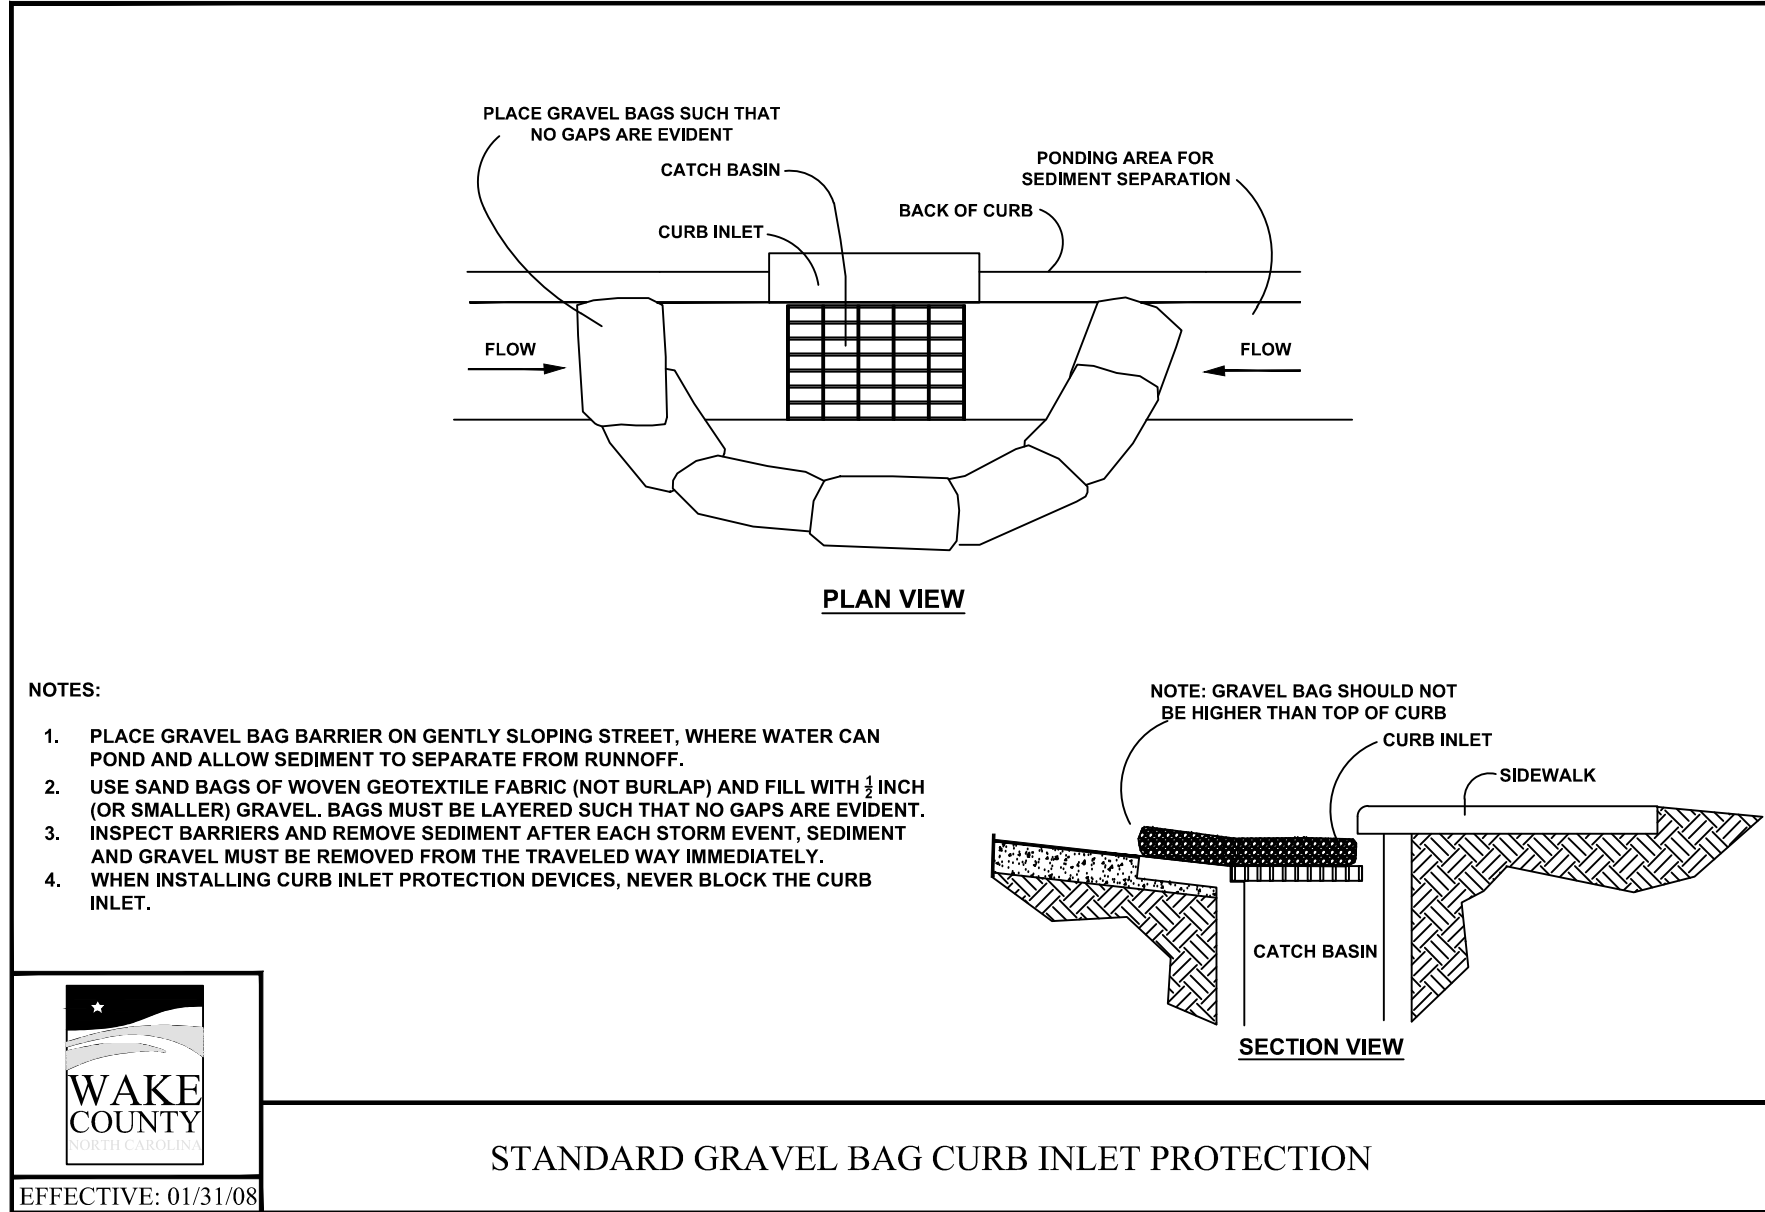 PLACE GRAVEL BAGS SUCH THAT
NO GAPS ARE EVIDENT
CATCH BASIN
CURB INLET
BACK OF CURB
PONDING AREA FOR
SEDIMENT SEPARATION
FLOW
FLOW
PLAN VIEW
NOTES:
1. PLACE GRAVEL BAG BARRIER ON GENTLY SLOPING STREET, WHERE WATER CAN
POND AND ALLOW SEDIMENT TO SEPARATE FROM RUNNOFF.
2. USE SAND BAGS OF WOVEN GEOTEXTILE FABRIC (NOT BURLAP) AND FILL WITH ½ INCH
(OR SMALLER) GRAVEL. BAGS MUST BE LAYERED SUCH THAT NO GAPS ARE EVIDENT.
3. INSPECT BARRIERS AND REMOVE SEDIMENT AFTER EACH STORM EVENT, SEDIMENT
AND GRAVEL MUST BE REMOVED FROM THE TRAVELED WAY IMMEDIATELY.
4. WHEN INSTALLING CURB INLET PROTECTION DEVICES, NEVER BLOCK THE CURB
INLET.
NOTE: GRAVEL BAG SHOULD NOT
BE HIGHER THAN TOP OF CURB
CURB INLET
SIDEWALK
CATCH BASIN
SECTION VIEW
WAKE
COUNTY
NORTH CAROLINA
EFFECTIVE: 01/31/08
STANDARD GRAVEL BAG CURB INLET PROTECTION